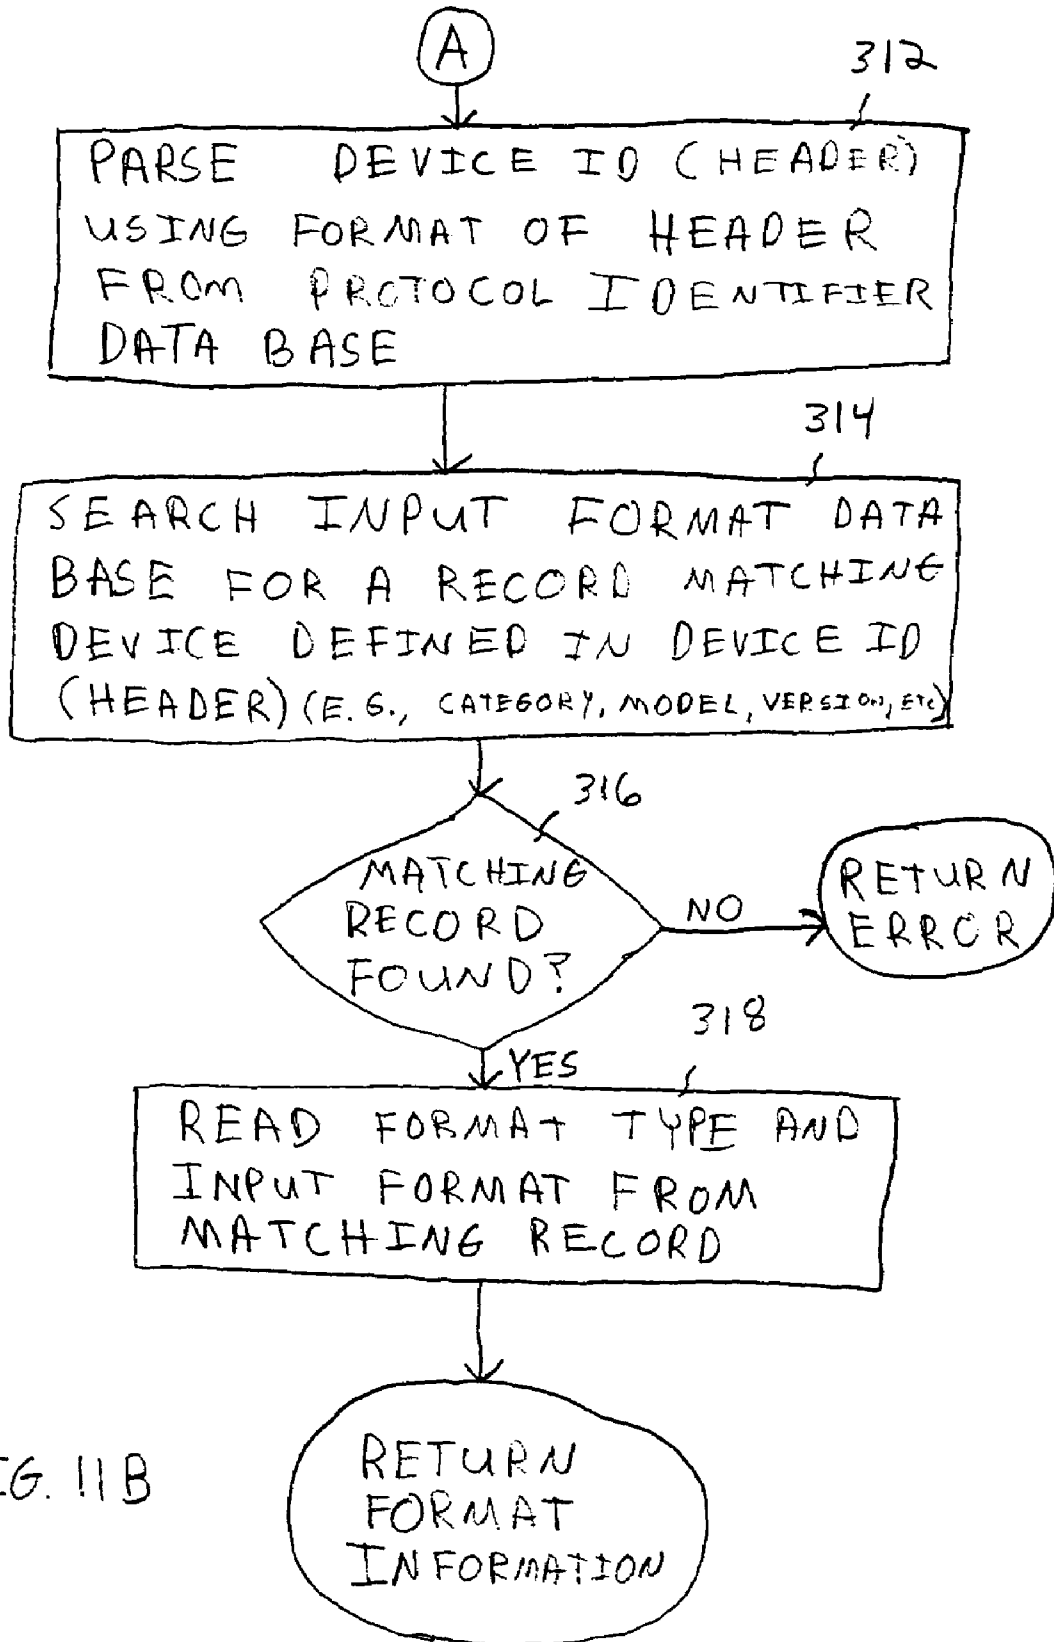 A
312
PARSE DEVICE ID (HEADER)
USING FORMAT OF HEADER
FROM PROTOCOL IDENTIFIER
DATA BASE
314
SEARCH INPUT FORMAT DATA
BASE FOR A RECORD MATCHING
DEVICE DEFINED IN DEVICE ID
(HEADER) (E.G., CATEGORY, MODEL, VERSION, ETC)
316
MATCHING
RECORD
FOUND?
NO
RETURN
ERROR
318
YES
READ FORMAT TYPE AND
INPUT FORMAT FROM
MATCHING RECORD
RETURN
FORMAT
INFORMATION
IG. 11B